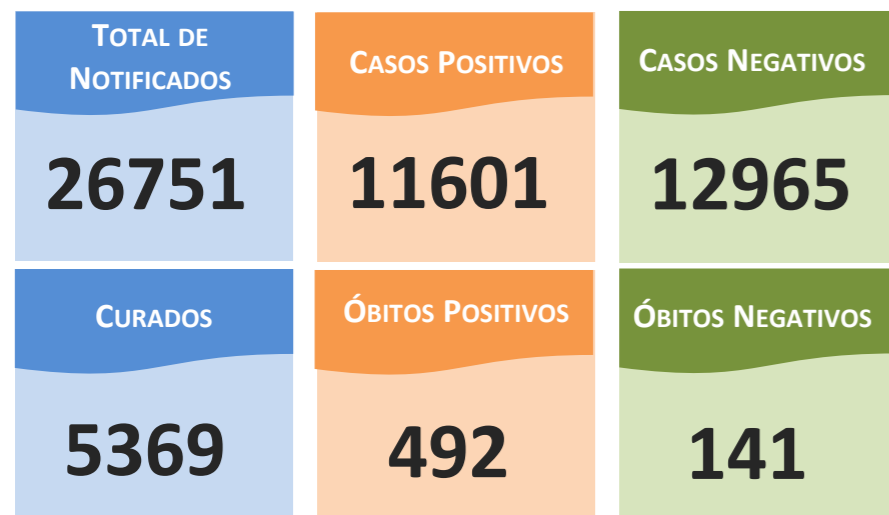 TOTAL DE
NOTIFICADOS
CASOS POSITIVOS
CASOS NEGATIVOS
26751
11601
12965
CURADOS
ÓBITOS POSITIVOS
ÓBITOS NEGATIVOS
5369
492
141